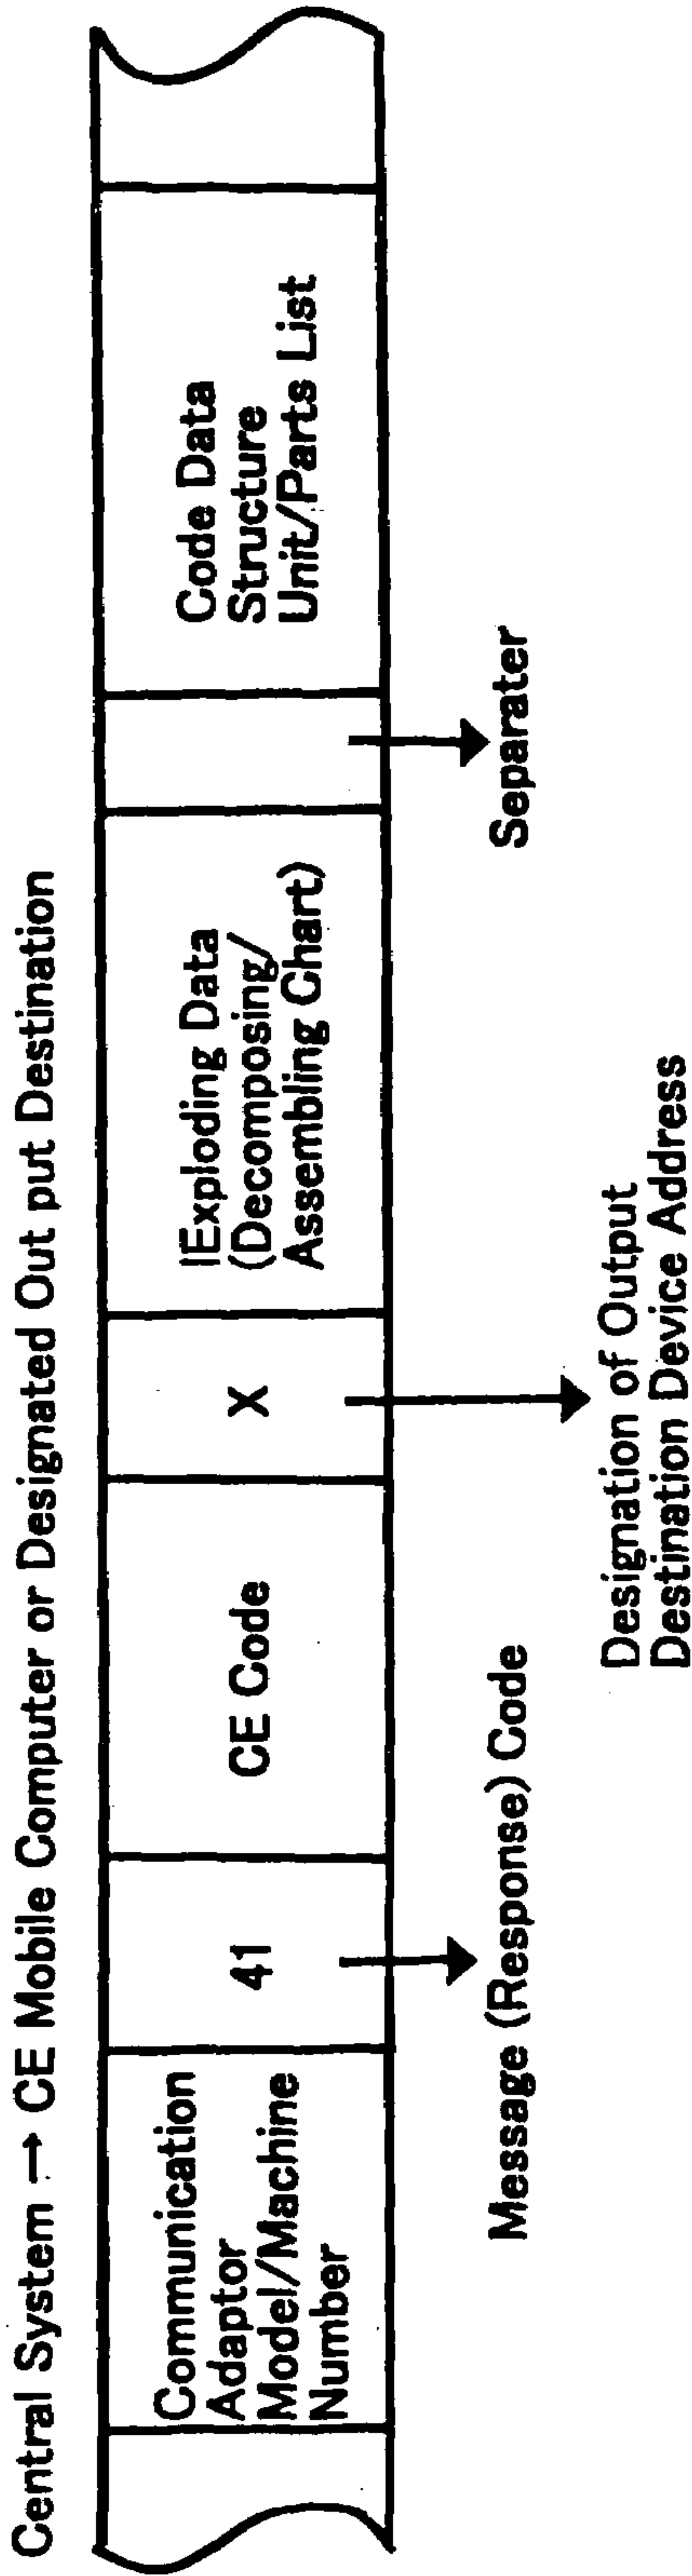 Central System → CE Mobile Computer or Designated Out put Destination
Communication
Adaptor
Model/Machine
Number
41
CE Code
X
IExploding Data
(Decomposing/
Assembling Chart)
Code Data
Structure
Unit/Parts List
Message (Response) Code
Designation of Output
Destination Device Address
Separater